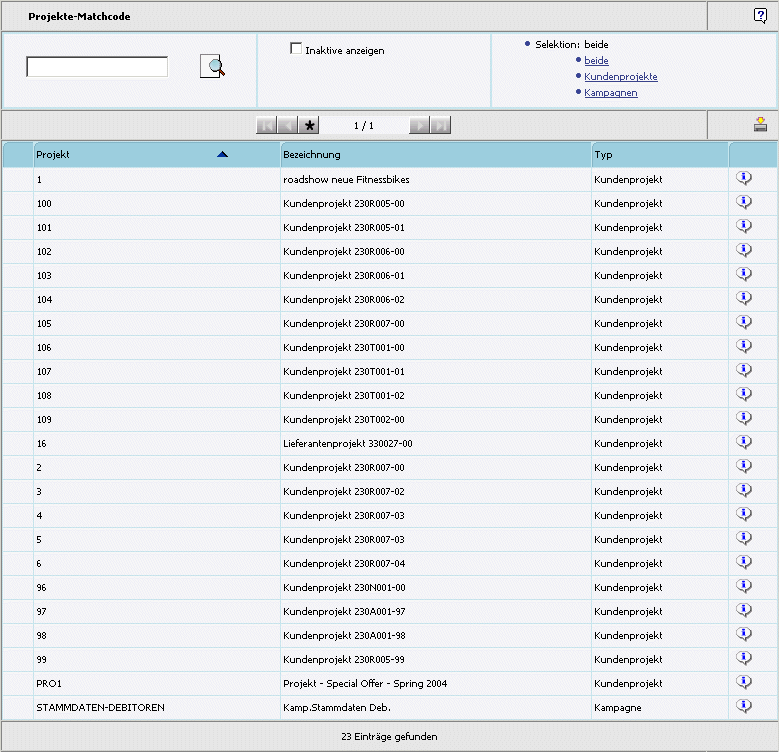 Projekte-Matchcode
?
Inaktive anzeigen
Selektion: beide
beide
Kundenprojekte
Kampagnen
1 / 1
Projekt Bezeichnung Typ
1 roadshow neue Fitnessbikes Kundenprojekt
100 Kundenprojekt 230R005-00 Kundenprojekt
101 Kundenprojekt 230R005-01 Kundenprojekt
102 Kundenprojekt 230R006-00 Kundenprojekt
103 Kundenprojekt 230R006-01 Kundenprojekt
104 Kundenprojekt 230R006-02 Kundenprojekt
105 Kundenprojekt 230R007-00 Kundenprojekt
106 Kundenprojekt 230T001-00 Kundenprojekt
107 Kundenprojekt 230T001-01 Kundenprojekt
108 Kundenprojekt 230T001-02 Kundenprojekt
109 Kundenprojekt 230T002-00 Kundenprojekt
16 Lieferantenprojekt 330027-00 Kundenprojekt
2 Kundenprojekt 230R007-00 Kundenprojekt
3 Kundenprojekt 230R007-02 Kundenprojekt
4 Kundenprojekt 230R007-03 Kundenprojekt
5 Kundenprojekt 230R007-03 Kundenprojekt
6 Kundenprojekt 230R007-04 Kundenprojekt
96 Kundenprojekt 230N001-00 Kundenprojekt
97 Kundenprojekt 230A001-97 Kundenprojekt
98 Kundenprojekt 230A001-98 Kundenprojekt
99 Kundenprojekt 230R005-99 Kundenprojekt
PRO1 Projekt - Special Offer - Spring 2004 Kundenprojekt
STAMMDATEN-DEBITOREN Kamp.Stammdaten Deb. Kampagne
23 Einträge gefunden